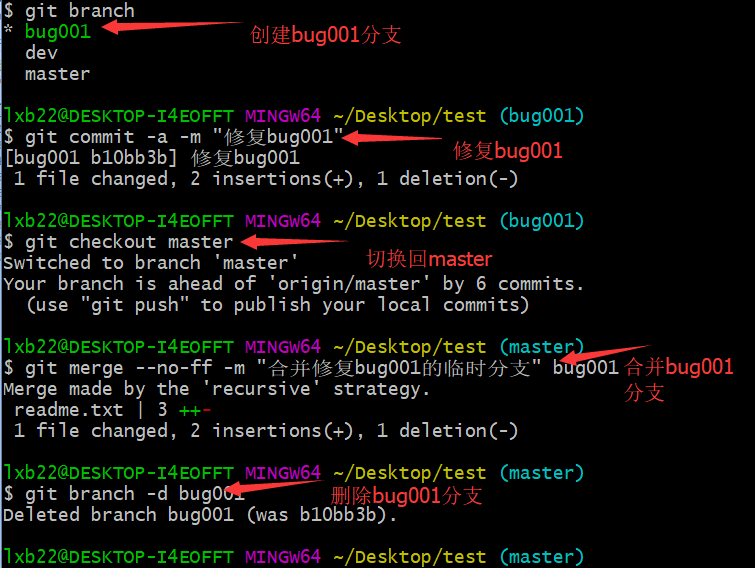 $ git branch
* bug001 创建bug001分支
dev
master
lxb22@DESKTOP-I4EOFFT MINGW64 ~/Desktop/test (bug001)
$ git commit -a -m "修复bug001" 修复bug001
[bug001 b10bb3b] 修复bug001
1 file changed, 2 insertions(+), 1 deletion(-)
lxb22@DESKTOP-I4EOFFT MINGW64 ~/Desktop/test (bug001)
$ git checkout master
Switched to branch 'master' 切换回master
Your branch is ahead of 'origin/master' by 6 commits.
(use "git push" to publish your local commits)
lxb22@DESKTOP-I4EOFFT MINGW64 ~/Desktop/test (master)
$ git merge --no-ff -m "合并修复bug001的临时分支" bug001 合并bug001
Merge made by the 'recursive' strategy. 分支
readme.txt | 3 ++-
1 file changed, 2 insertions(+), 1 deletion(-)
lxb22@DESKTOP-I4EOFFT MINGW64 ~/Desktop/test (master)
$ git branch -d bug001 删除bug001分支
Deleted branch bug001 (was b10bb3b).
lxb22@DESKTOP-I4EOFFT MINGW64 ~/Desktop/test (master)